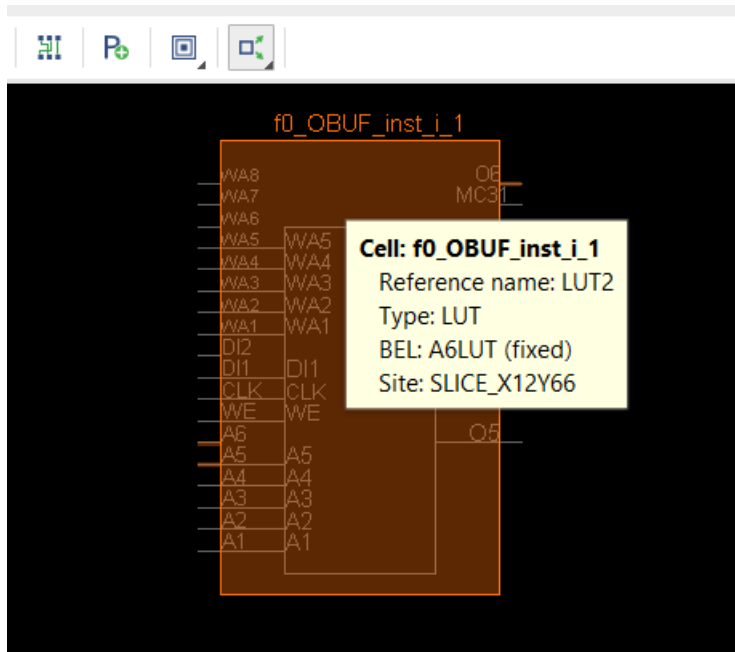 f0_OBUF_inst_i_1
WA8
O6
WA7
MC31
WA6
WA5 WA5
WA4 WA4
WA3 WA3
WA2 WA2
WA1 WA1
DI2
DI1 DI1
CLK CLK
WE WE
A6
O5
A5 A5
A4 A4
A3 A3
A2 A2
A1 A1
Cell: f0_OBUF_inst_i_1
Reference name: LUT2
Type: LUT
BEL: A6LUT (fixed)
Site: SLICE_X12Y66